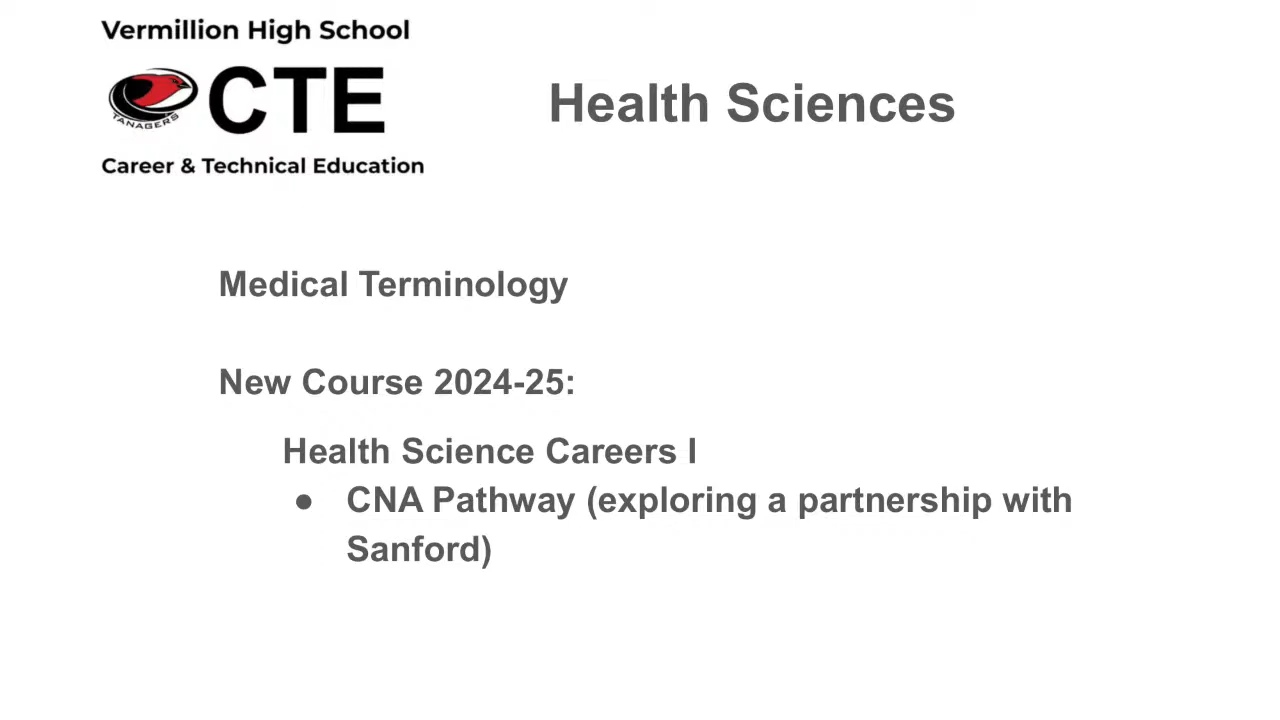 Vermillion High School
TANAGERS
CTE
Career & Technical Education
Health Sciences
Medical Terminology
New Course 2024-25:
Health Science Careers I
● CNA Pathway (exploring a partnership with
Sanford)